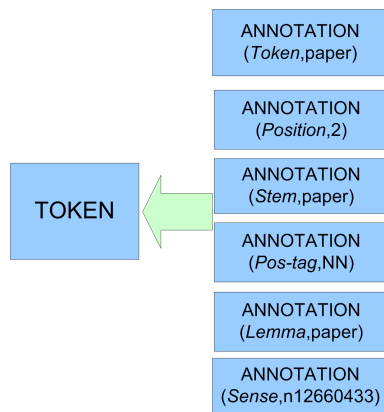 ANNOTATION
(Token,paper)
ANNOTATION
(Position,2)
ANNOTATION
(Stem,paper)
TOKEN
ANNOTATION
(Pos-tag,NN)
ANNOTATION
(Lemma,paper)
ANNOTATION
(Sense,n12660433)